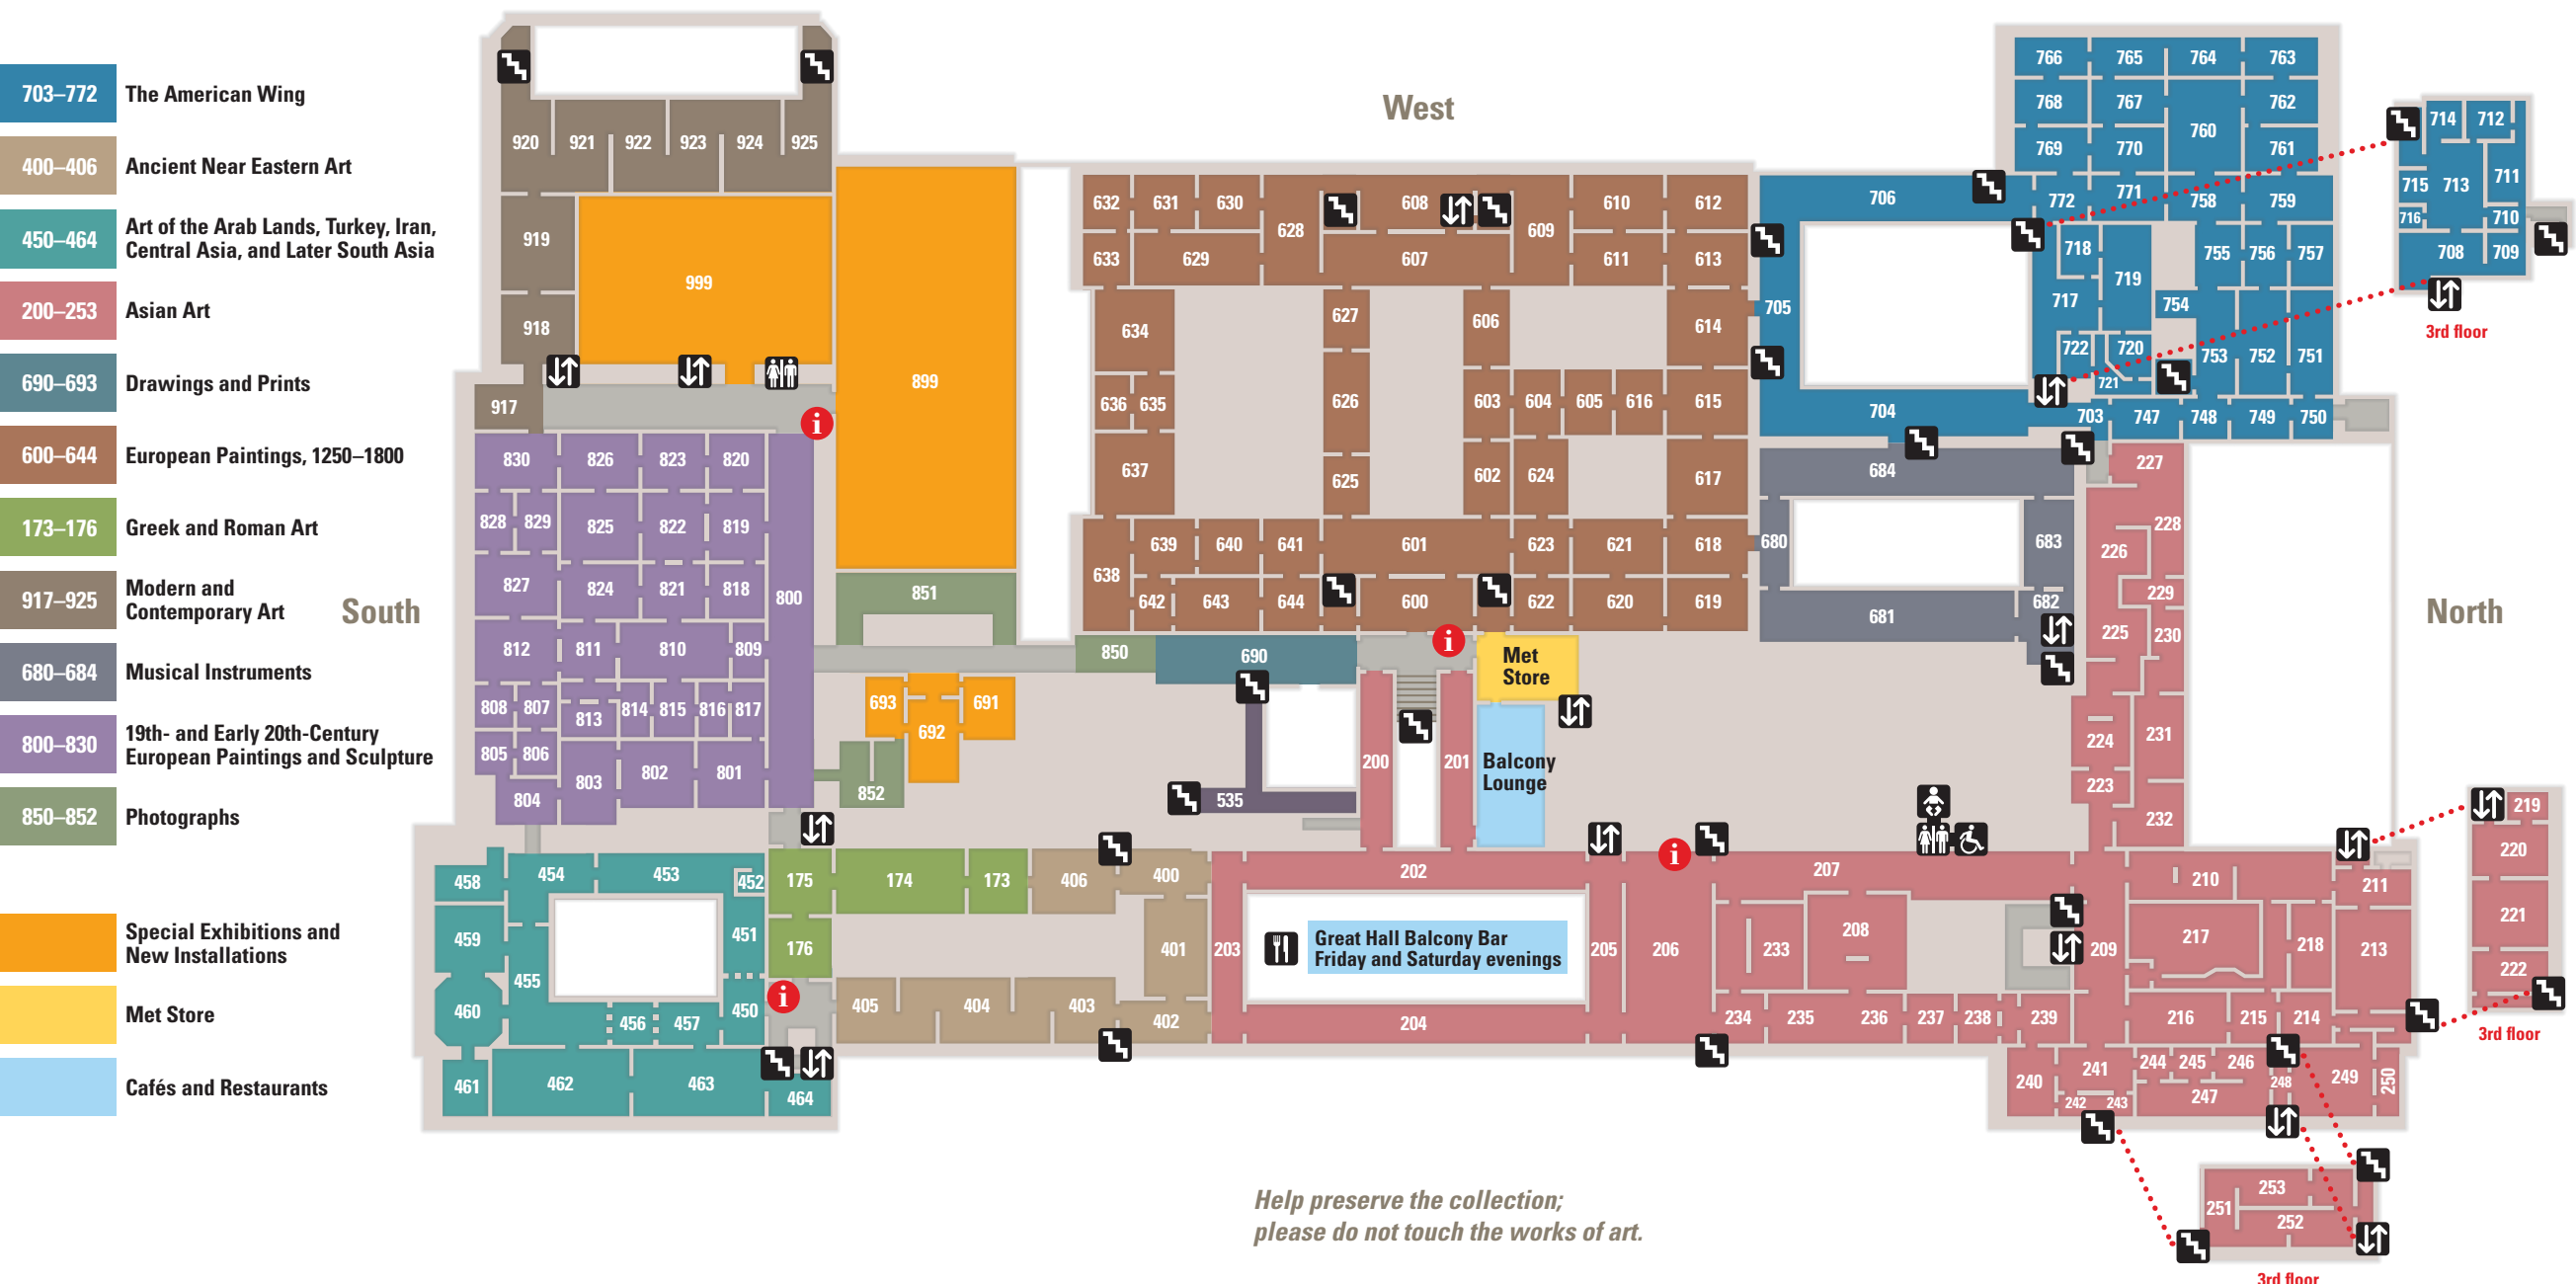 703–772
The American Wing
400–406
Ancient Near Eastern Art
450–464
Art of the Arab Lands, Turkey, Iran,
Central Asia, and Later South Asia
200–253
Asian Art
690–693
Drawings and Prints
600–644
European Paintings, 1250–1800
173–176
Greek and Roman Art
917–925
Modern and
Contemporary Art
680–684
Musical Instruments
800–830
19th- and Early 20th-Century
European Paintings and Sculpture
850–852
Photographs
Special Exhibitions and
New Installations
Met Store
Cafés and Restaurants
South
West
North
920 921 922 923 924 925
919
999
918
917
899
i
830 826 823 820
828 829 825 822 819
827 824 821 818
800
812 811 810 809
808 807 813 814 815 816 817
805 806
804 803 802 801
851
850
690
693 692 691
852
535
632 631 630 628 608 609 610 612
633 629 607 611 613
634 627 606 614
636 635 626 603 604 605 616 615
637 625 602 624 617
638 639 640 641 601 623 621 618
642 643 644 600 622 620 619
i
Met
Store
Balcony
Lounge
200 201
706
705
704
703
766 765 764 763
768 767 760 762
769 770 761
772 771 758 759
718 719 755 756 757
717 754
722 720 721 753 752 751
747 748 749 750
714 712
715 713 711
716 710
708 709
3rd floor
684
680 683
681 682
227
228
226
229
225 230
224 231
223
232
458 454 453 452
459 455 451
460 456 457 450
461 462 463 464
i
175 174 173
176
406 400
401
405 404 403 402
202
203
Great Hall Balcony Bar
Friday and Saturday evenings
204
205 206
i
207
233 208
234 235 236 237 238 239
209
210 211
217 218 213
216 215 214
240 241 242 243
244 245 246
247 248 249 250
219
220
221
222
3rd floor
251 253
252
3rd floor
Help preserve the collection;
please do not touch the works of art.